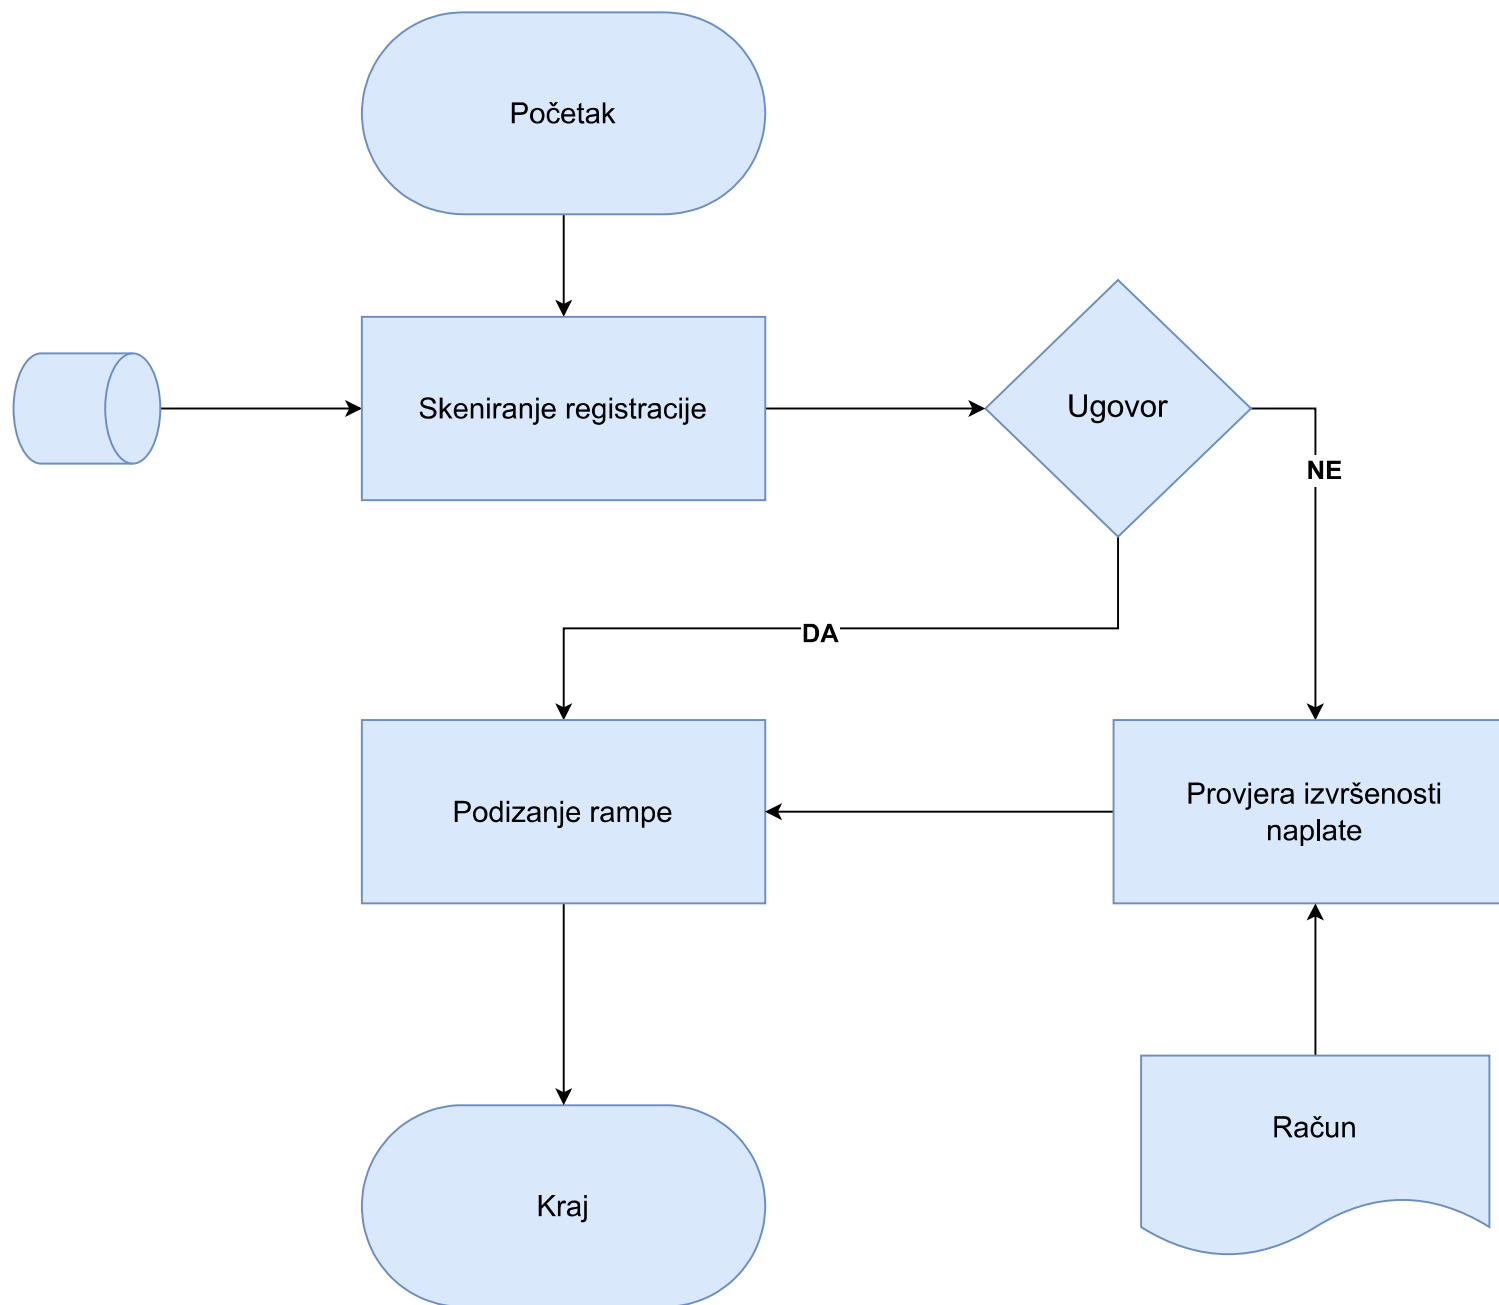 Početak
Skeniranje registracije
Ugovor
NE
DA
Podizanje rampe
Provjera izvršenosti
naplate
Račun
Kraj